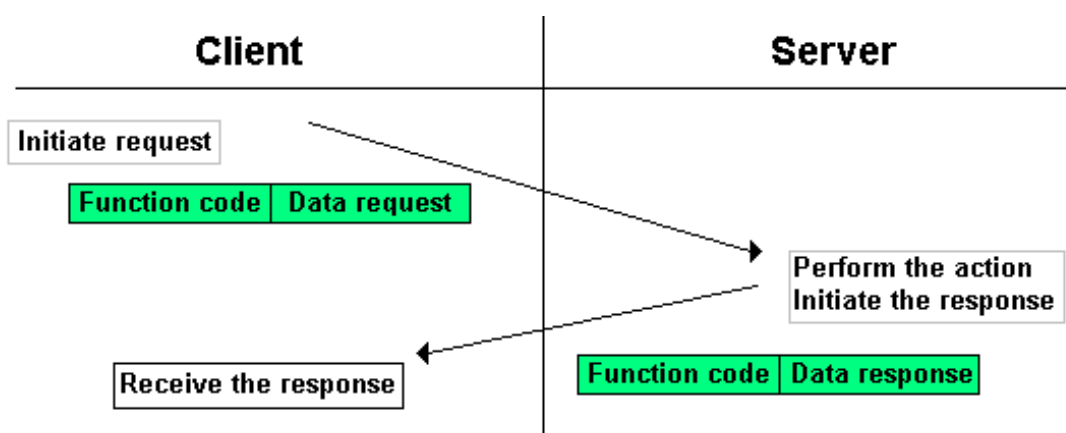 Client
Server
Initiate request
Function code Data request
Perform the action
Initiate the response
Receive the response
Function code Data response